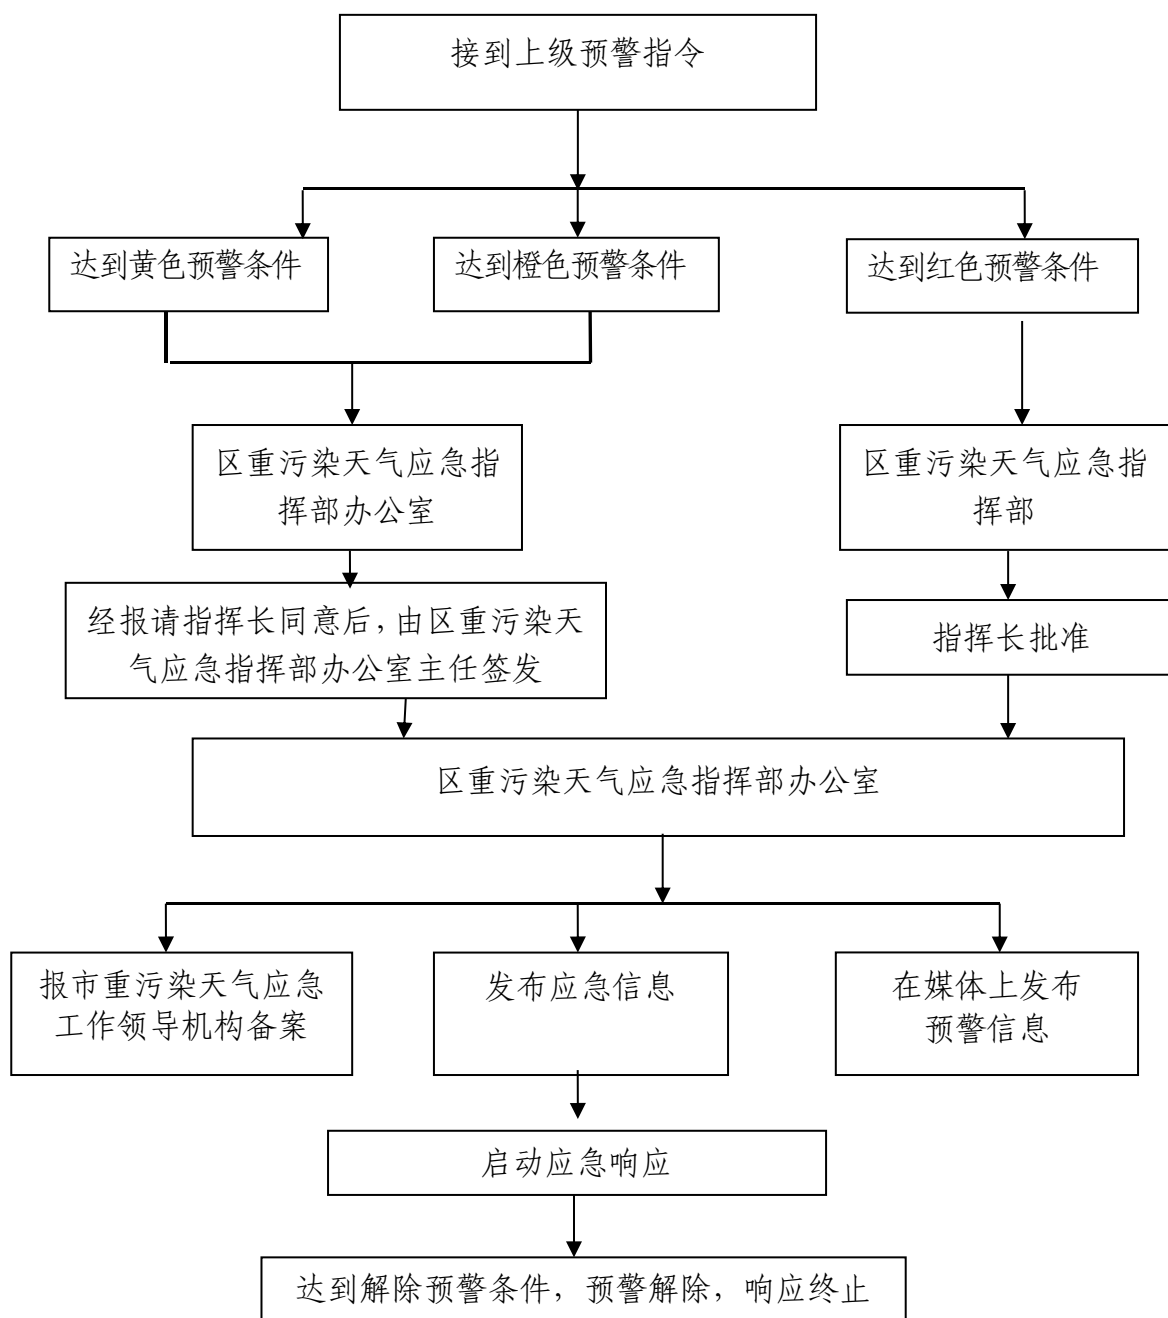 接到上级预警指令
达到黄色预警条件
达到橙色预警条件
达到红色预警条件
区重污染天气应急指
挥部办公室
区重污染天气应急指
挥部
经报请指挥长同意后，由区重污染天
气应急指挥部办公室主任签发
指挥长批准
区重污染天气应急指挥部办公室
报市重污染天气应急
工作领导机构备案
发布应急信息
在媒体上发布
预警信息
启动应急响应
达到解除预警条件，预警解除，响应终止